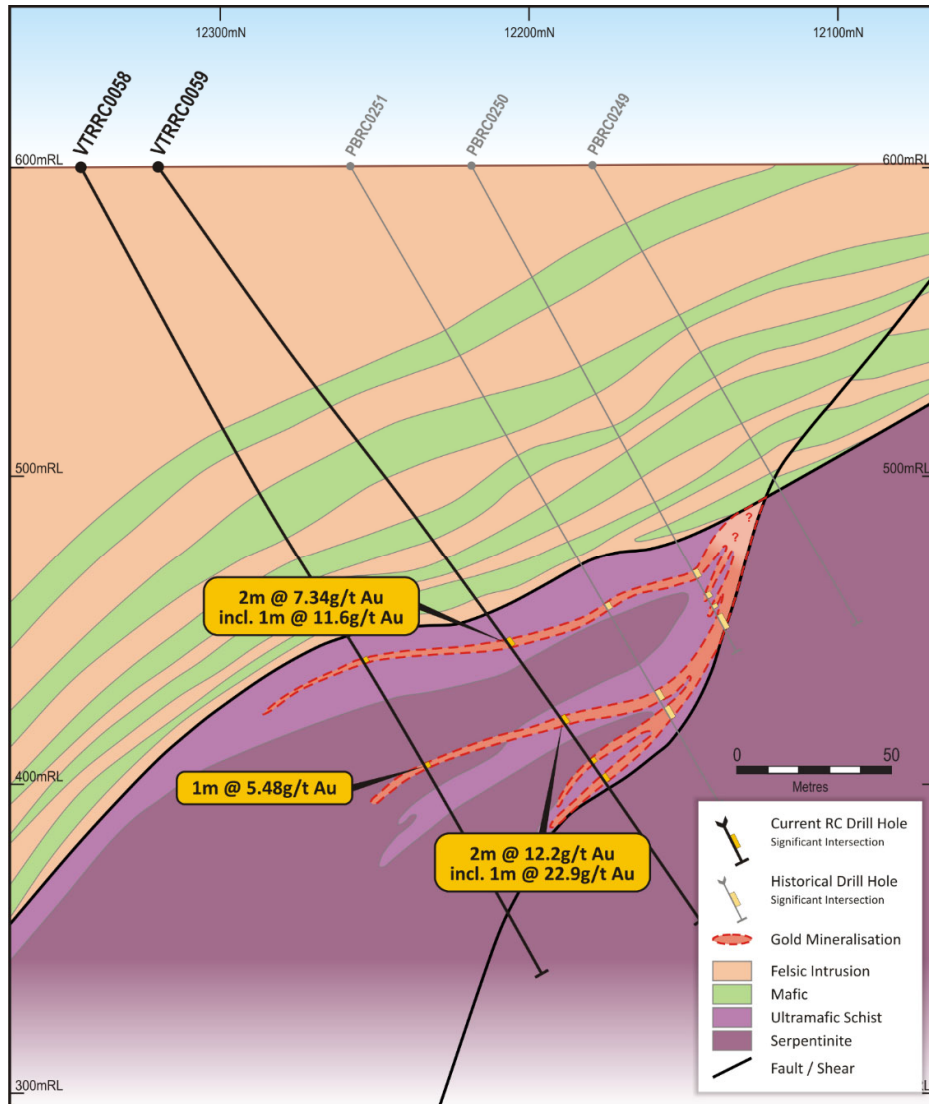 12300mN
12200mN
12100mN
VTRRC0058
VTRRC0059
PBRC0251
PBRC0250
PBRC0249
600mRL
600mRL
500mRL
500mRL
?
?
2m @ 7.34g/t Au
incl. 1m @ 11.6g/t Au
1m @ 5.48g/t Au
400mRL
0
50
Metres
2m @ 12.2g/t Au
incl. 1m @ 22.9g/t Au
Current RC Drill Hole
Significant Intersection
Historical Drill Hole
Significant Intersection
Gold Mineralisation
Felsic Intrusion
Mafic
Ultramafic Schist
Serpentinite
Fault / Shear
300mRL